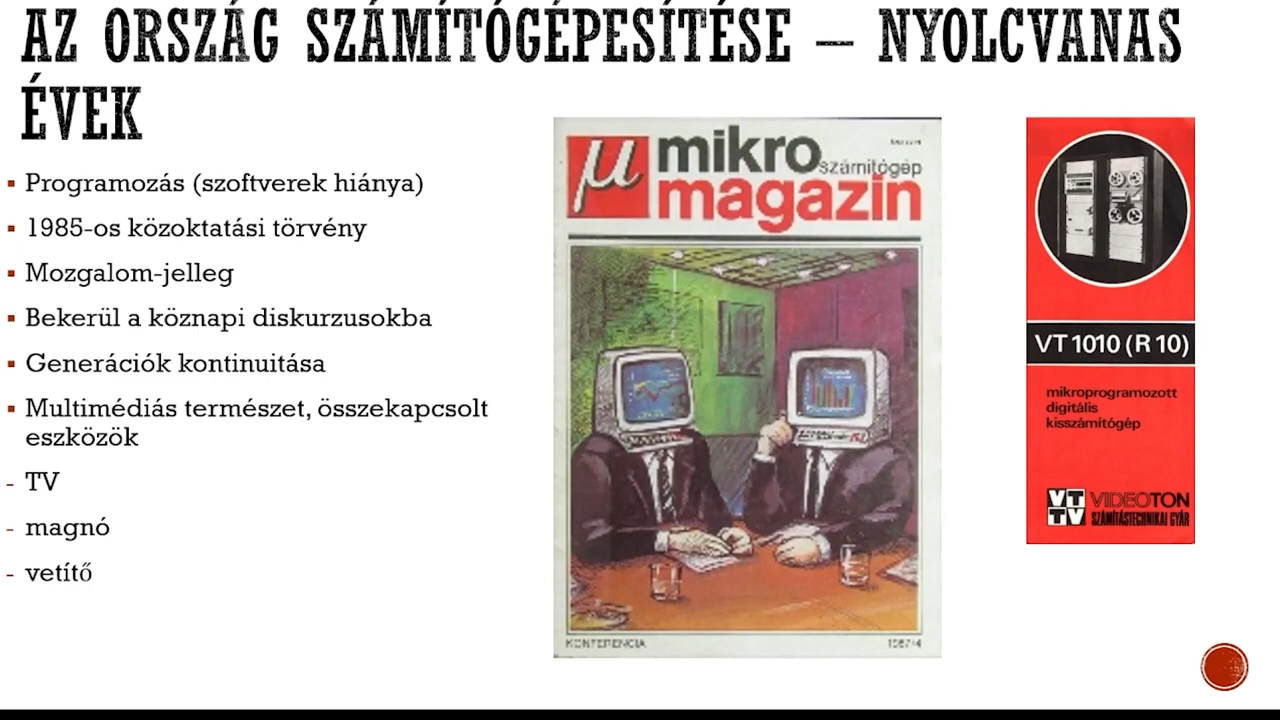 AZ ORSZÁG SZÁMÍTÓGÉPESÍTÉSE – NYOLCVANAS
ÉVEK
Programozás (szoftverek hiánya)
1985-os közoktatási törvény
Mozgalom-jelleg
Bekerül a köznapi diskurzusokba
Generációk kontinuitása
Multimédiás természet, összekapcsolt
eszközök
- TV
- magnó
- vetítő
µ mikro
számítógép
magazin
KONFERENCIA 1987/4
VT 1010 (R 10)
mikroprogramozott
digitális
kisszámítógép
VT
TV
VIDEOTON
SZÁMÍTÁSTECHNIKAI GYÁR